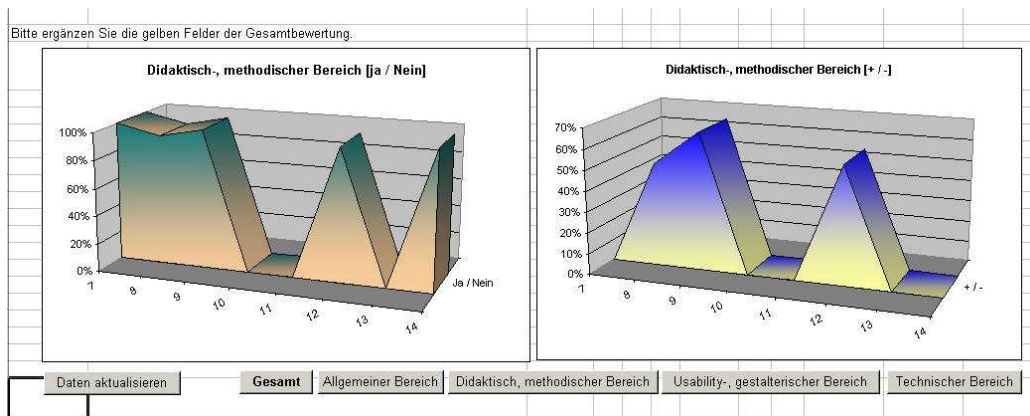 Bitte ergänzen Sie die gelben Felder der Gesamtbewertung.
Didaktisch-, methodischer Bereich [ja / Nein]
100%
80%
60%
40%
20%
0%
7
8
9
10
11
12
13
14
Ja / Nein
Didaktisch-, methodischer Bereich [+ / -]
70%
60%
50%
40%
30%
20%
10%
0%
7
8
9
10
11
12
13
14
+ / -
Daten aktualisieren
Gesamt
Allgemeiner Bereich
Didaktisch, methodischer Bereich
Usability-, gestalterischer Bereich
Technischer Bereich